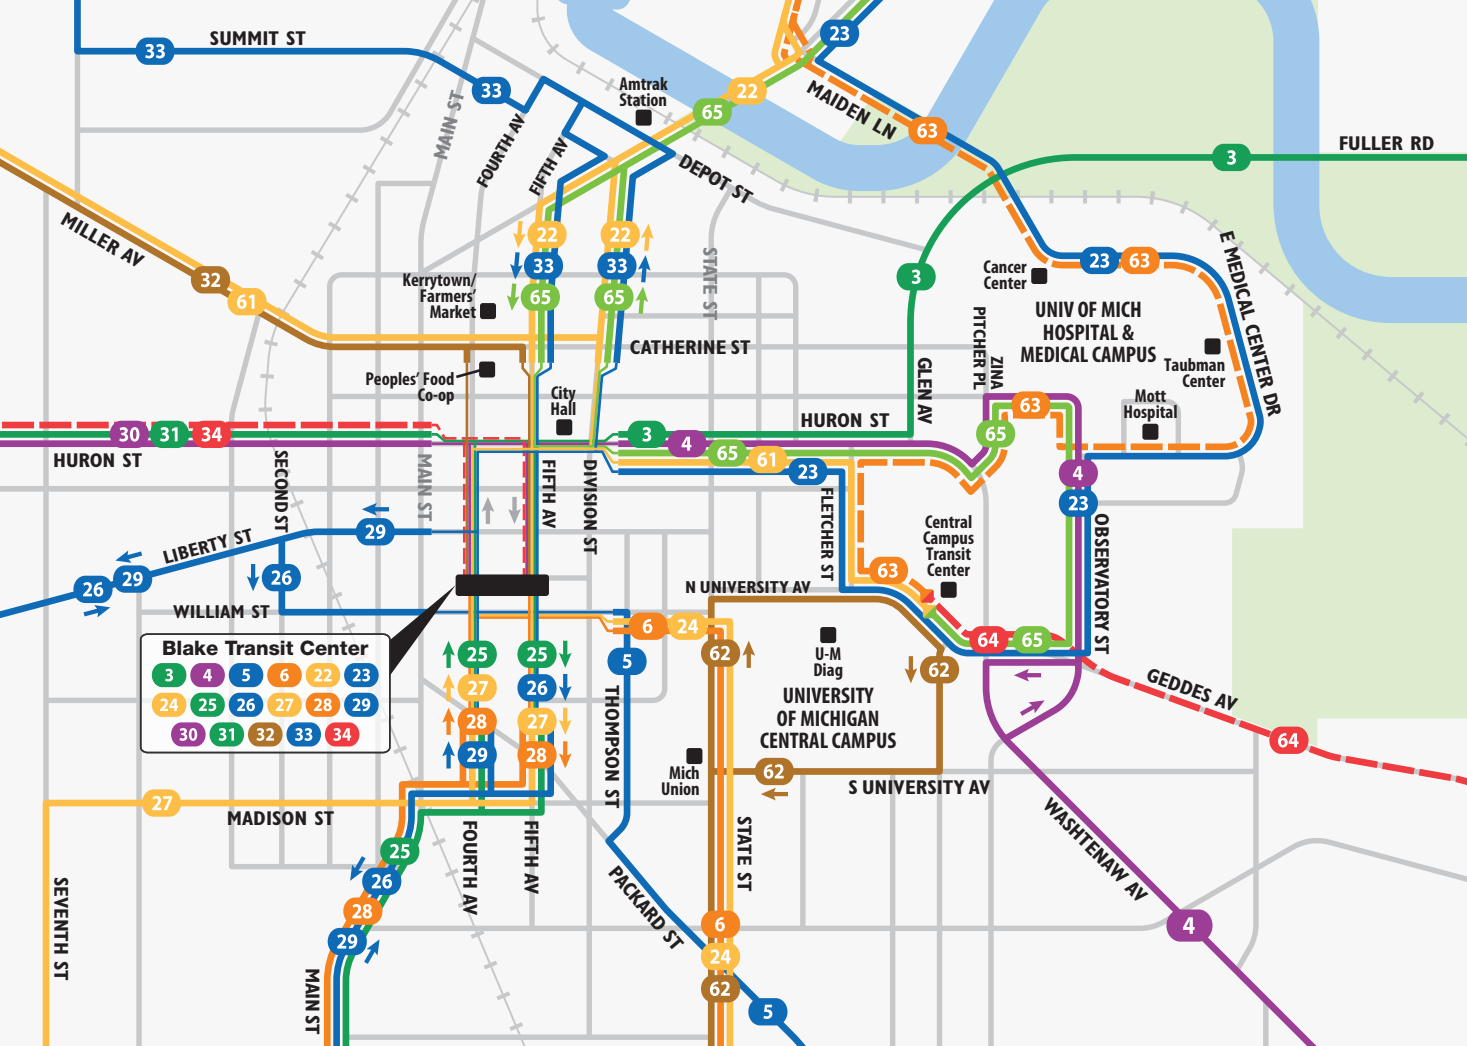 23
SUMMIT ST
33
33
Amtrak
Station
22
65
MAIDEN LN
63
MAIN ST
FOURTH AV
FIFTH AV
DEPOT ST
3
FULLER RD
MILLER AV
32
61
22
22
33
33
65
65
Kerrytown/
Farmers'
Market
STATE ST
3
Cancer
Center
23
63
E MEDICAL CENTER DR
UNIV OF MICH
HOSPITAL &
MEDICAL CAMPUS
PITCHER PL
ZINA
Taubman
Center
Mott
Hospital
CATHERINE ST
GLEN AV
Peoples' Food
Co-op
City
Hall
30
31
34
HURON ST
HURON ST
3
4
65
61
23
63
65
4
23
SECOND ST
MAIN ST
FIFTH AV
DIVISION ST
FLETCHER ST
OBSERVATORY ST
Central
Campus
Transit
Center
29
LIBERTY ST
26
29
26
WILLIAM ST
N UNIVERSITY AV
63
64
65
6
24
62
62
5
U-M
Diag
UNIVERSITY
OF MICHIGAN
CENTRAL CAMPUS
Blake Transit Center
3 4 5 6 22 23
24 25 26 27 28 29
30 31 32 33 34
25
25
27
26
28
27
29
28
THOMPSON ST
Mich
Union
62
S UNIVERSITY AV
GEDDES AV
64
27
MADISON ST
FOURTH AV
FIFTH AV
STATE ST
WASHTENAW AV
4
25
26
28
29
SEVENTH ST
MAIN ST
PACKARD ST
6
24
62
5